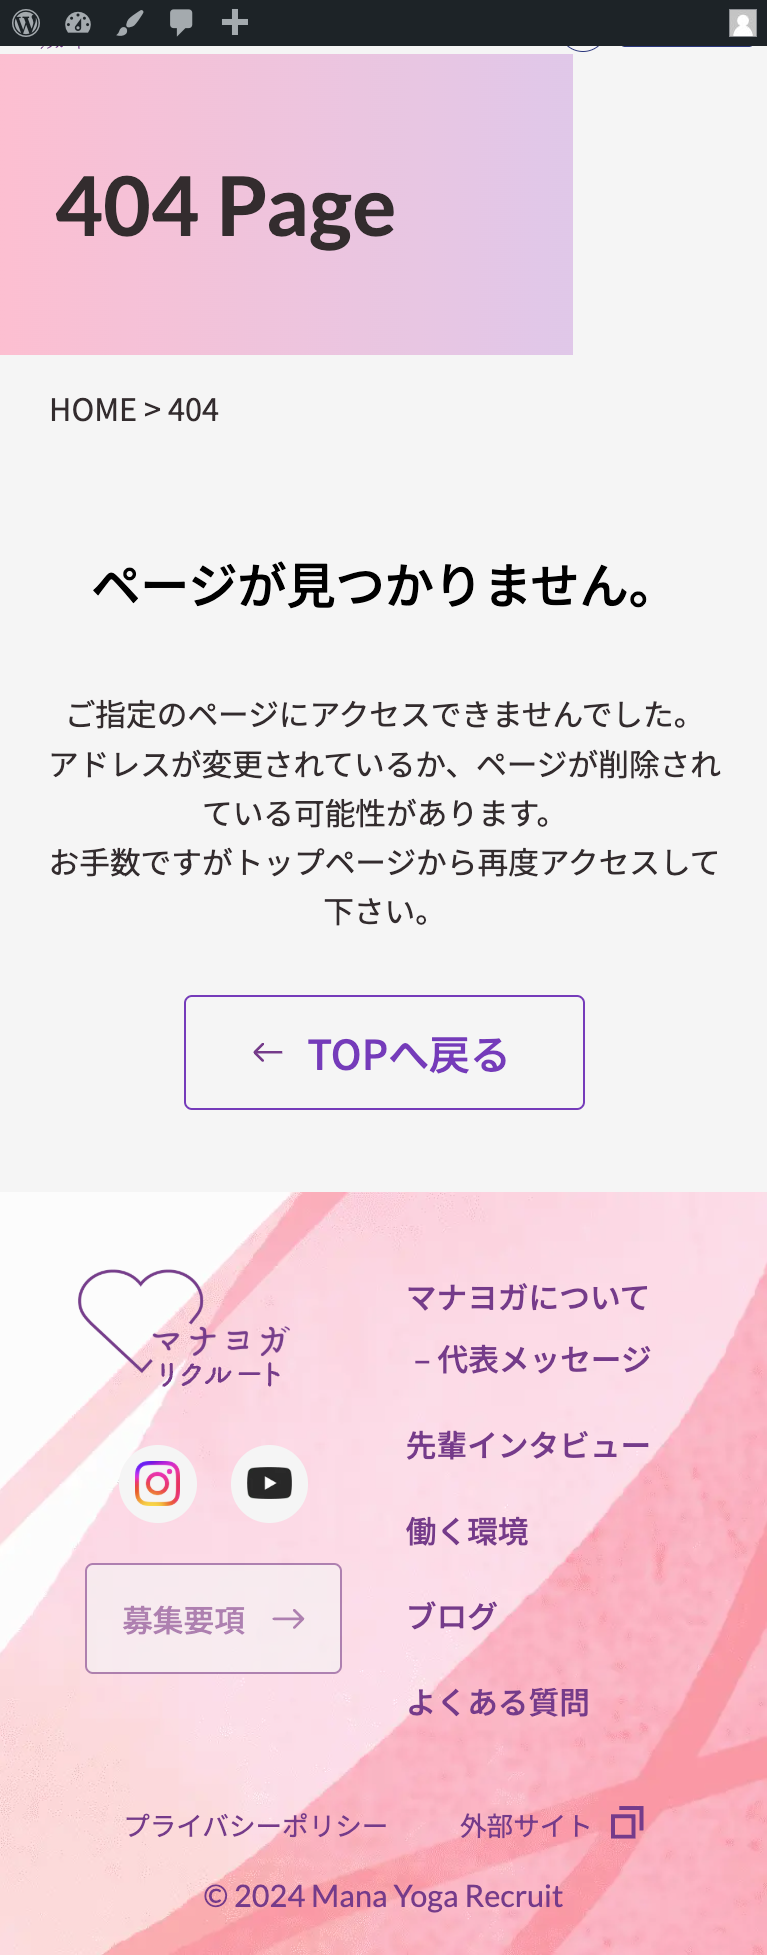 404 Page
HOME > 404
ページが見つかりません。
ご指定のページにアクセスできませんでした。
アドレスが変更されているか、ページが削除され
ている可能性があります。
お手数ですがトップページから再度アクセスして
下さい。
← TOPへ戻る
マナヨガ
リクルート
募集要項 →
マナヨガについて
– 代表メッセージ
先輩インタビュー
働く環境
ブログ
よくある質問
プライバシーポリシー
外部サイト
© 2024 Mana Yoga Recruit